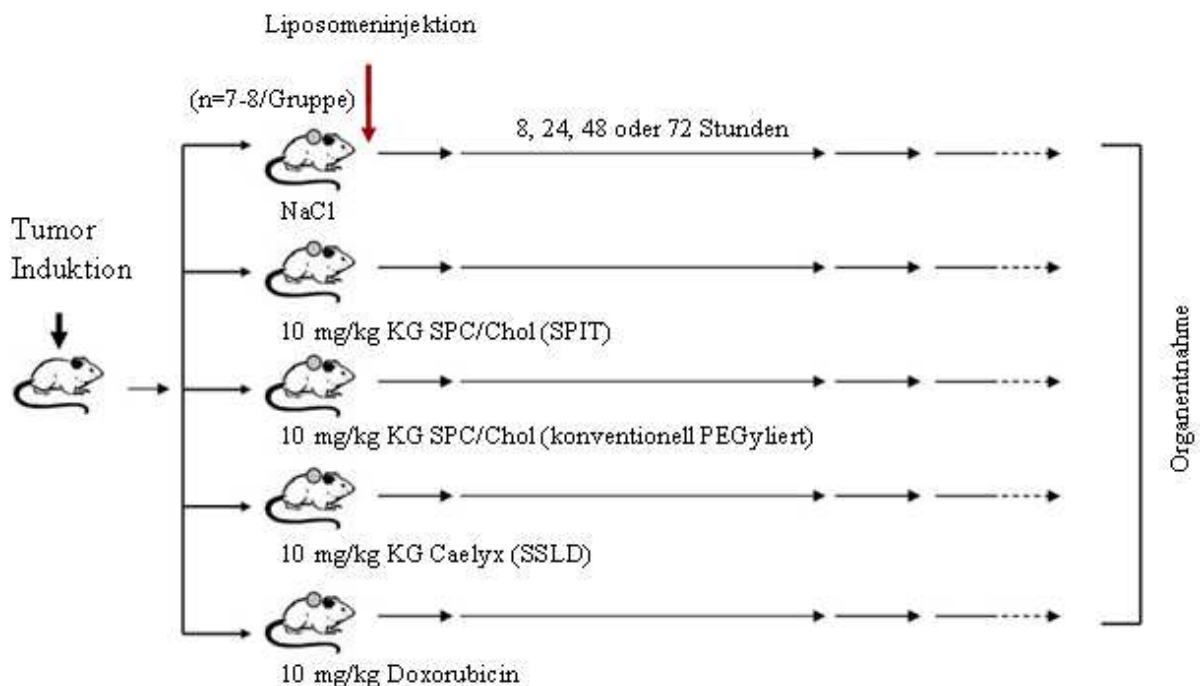 Liposomeninjektion
(n=7-8/Gruppe)
8, 24, 48 oder 72 Stunden
NaCl
Tumor
Induktion
10 mg/kg KG SPC/Chol (SPIT)
10 mg/kg KG SPC/Chol (konventionell PEGyliert)
10 mg/kg KG Caelyx (SSLD)
10 mg/kg Doxorubicin
Organentnahme